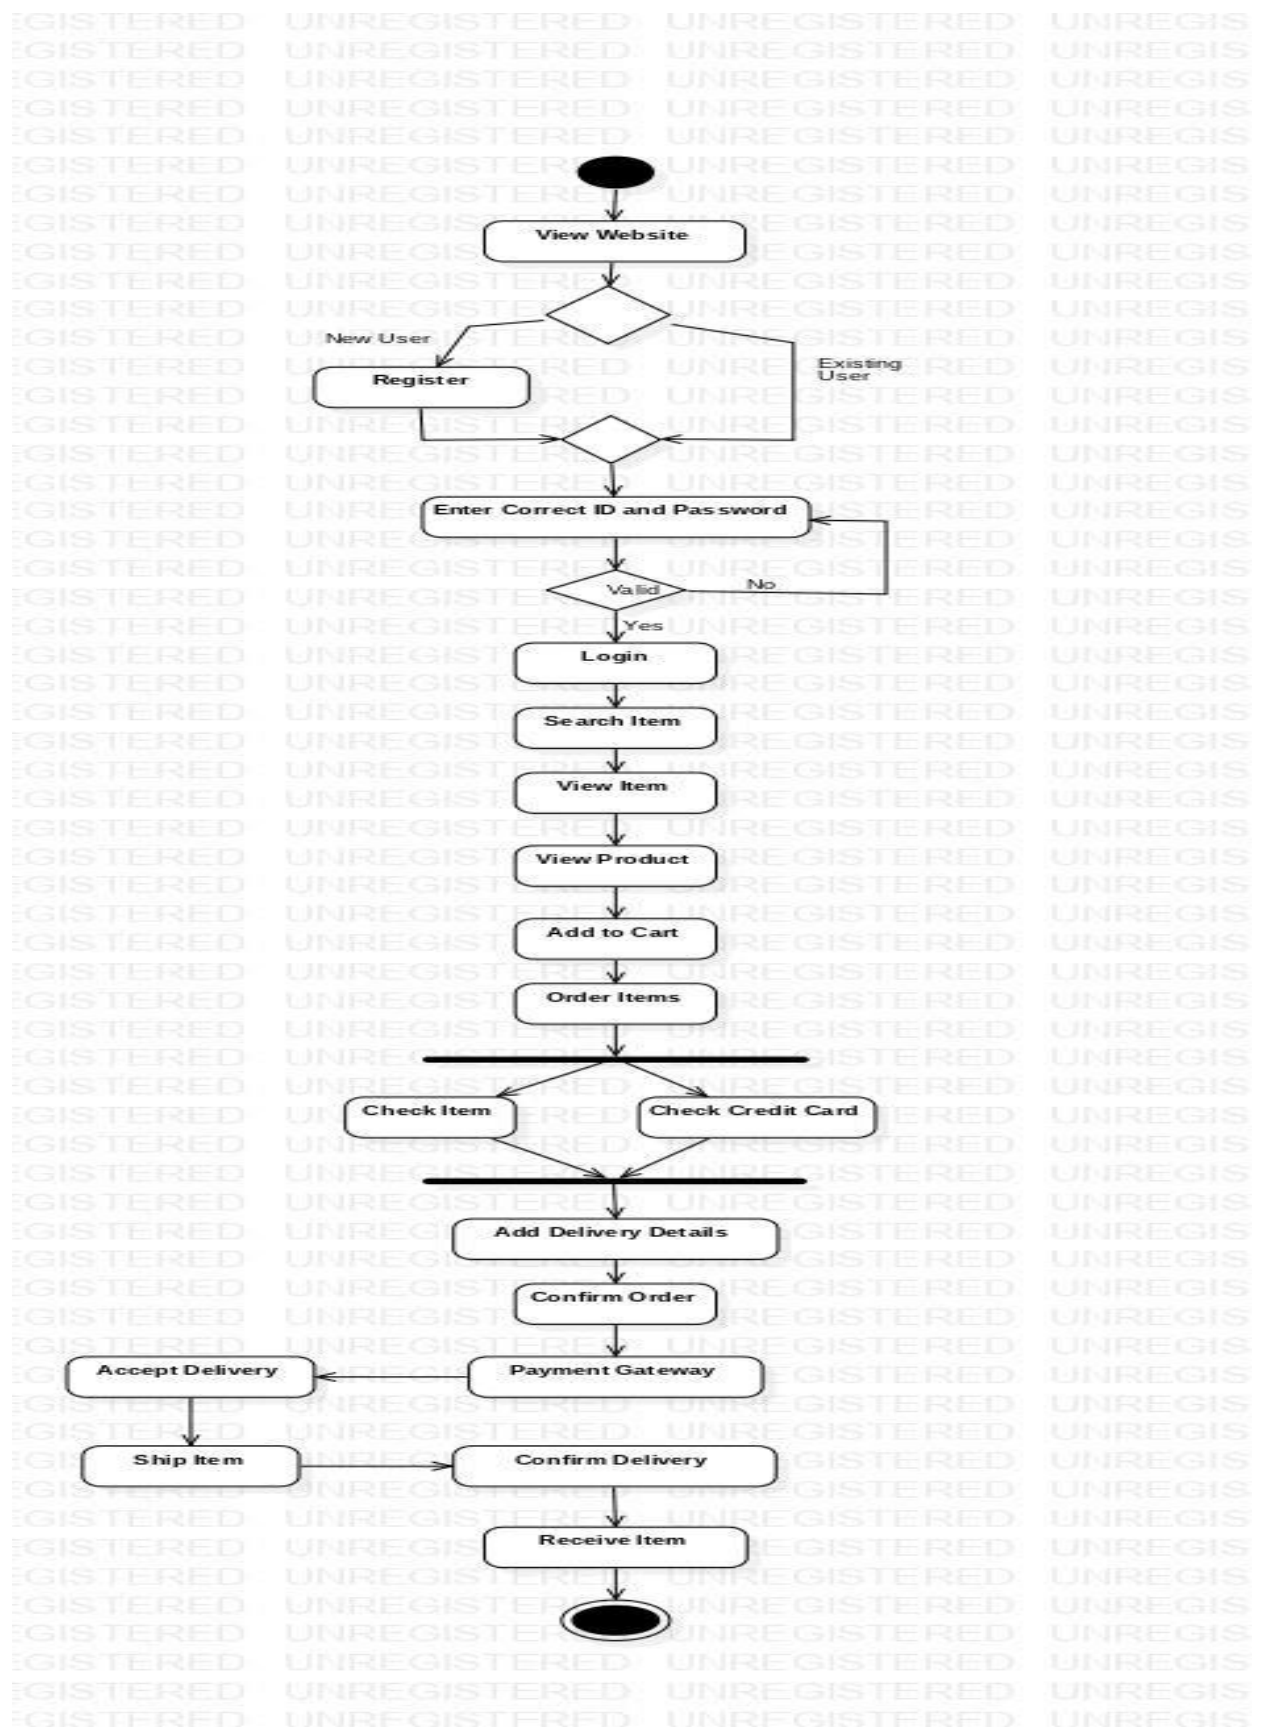 View Website
New User
Existing
User
Register
Enter Correct ID and Password
Valid
No
Yes
Login
Search Item
View Item
View Product
Add to Cart
Order Items
Check Item
Check Credit Card
Add Delivery Details
Confirm Order
Accept Delivery
Payment Gateway
Ship Item
Confirm Delivery
Receive Item